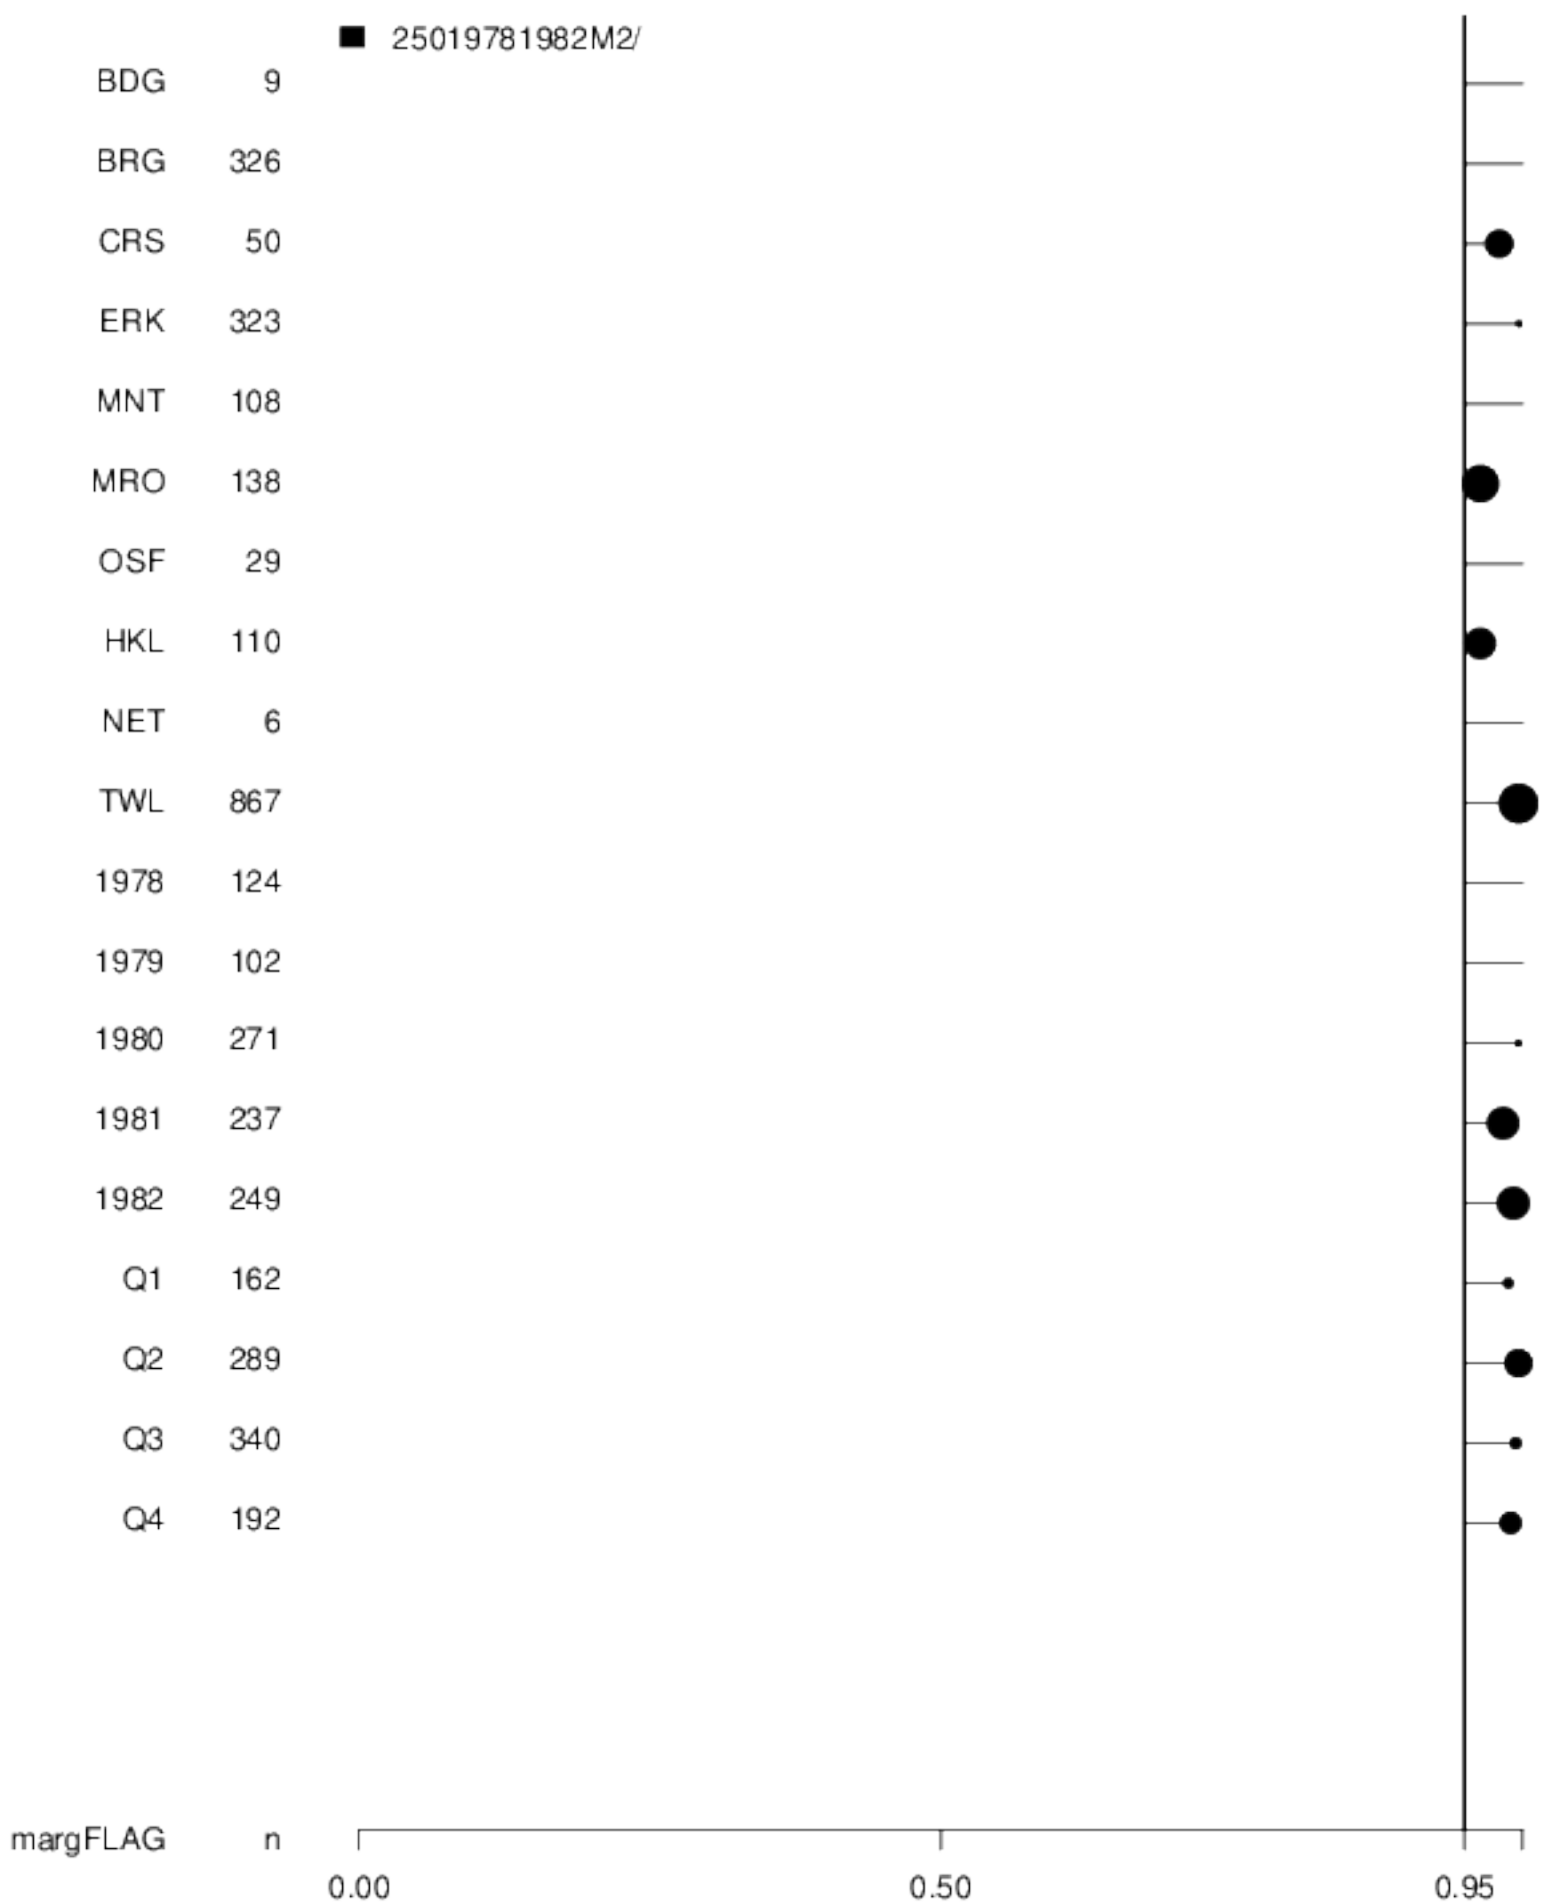 25019781982M2/
BDG 9
BRG 326
CRS 50
ERK 323
MNT 108
MRO 138
OSF 29
HKL 110
NET 6
TWL 867
1978 124
1979 102
1980 271
1981 237
1982 249
Q1 162
Q2 289
Q3 340
Q4 192
margFLAG n
0.00 0.50 0.95